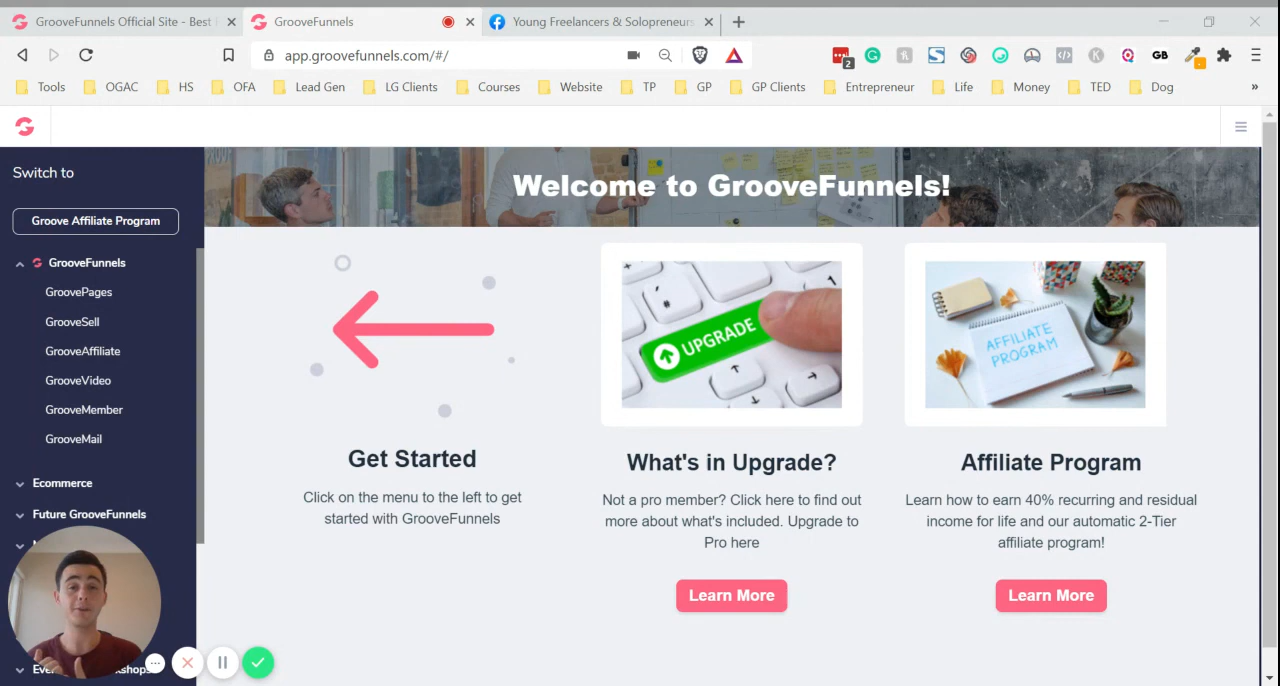 GrooveFunnels Official Site - Best
GrooveFunnels
Young Freelancers & Solopreneurs
app.groovefunnels.com/#/
2
GB
Tools
OGAC
HS
OFA
Lead Gen
LG Clients
Courses
Website
TP
GP
GP Clients
Entrepreneur
Life
Money
TED
Dog
»
Switch to
Groove Affiliate Program
GrooveFunnels
GroovePages
GrooveSell
GrooveAffiliate
GrooveVideo
GrooveMember
GrooveMail
Ecommerce
Future GrooveFunnels
Welcome to GrooveFunnels!
Get Started
Click on the menu to the left to get
started with GrooveFunnels
UPGRADE
What's in Upgrade?
Not a pro member? Click here to find out
more about what's included. Upgrade to
Pro here
Learn More
AFFILIATE
PROGRAM
Affiliate Program
Learn how to earn 40% recurring and residual
income for life and our automatic 2-Tier
affiliate program!
Learn More